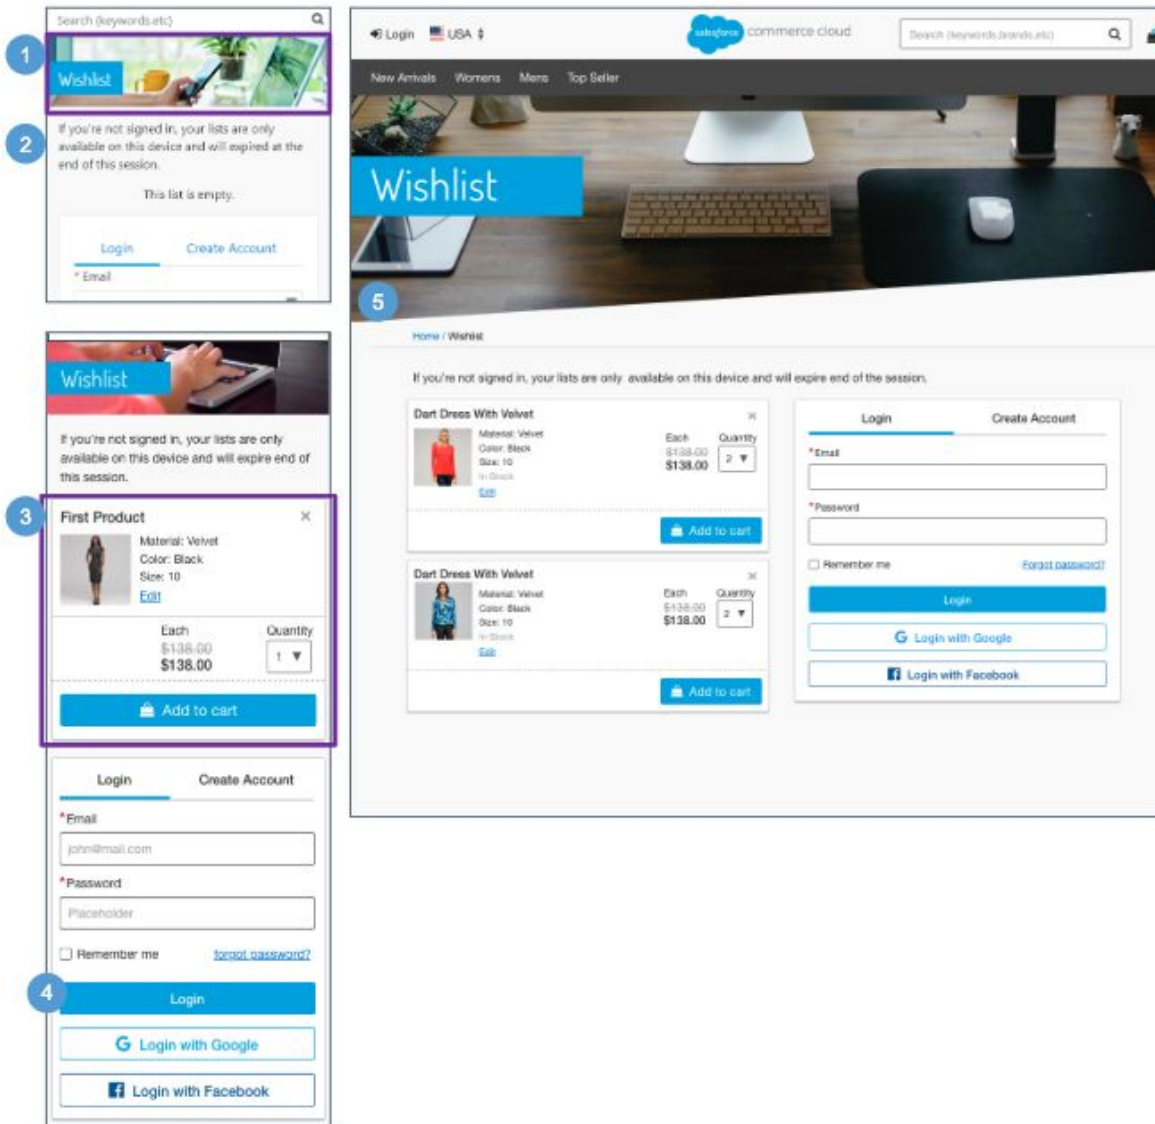 Search (keywords.etc)
1
Wishlist
2
If you're not signed in, your lists are only
available on this device and will expired at the
end of this session.
This list is empty.
Login Create Account
* Email
Wishlist
If you're not signed in, your lists are only
available on this device and will expire end of
this session.
3
First Product ×
Material: Velvet
Color: Black
Size: 10
Edit
Each Quantity
$138.00
$138.00 1 ▼
Add to cart
Login Create Account
*Email
john@mail.com
*Password
Placeholder
Remember me forgot password?
4
Login
G Login with Google
Login with Facebook
Login USA salesforce commerce cloud Search (keywords,brands,etc)
New Arrivals Womens Mens Top Seller
Wishlist
5
Home / Wishlist
If you're not signed in, your lists are only available on this device and will expire end of the session.
Dart Dress With Velvet ×
Material: Velvet
Color: Black
Size: 10
In Stock
Edit
Each Quantity
$138.00
$138.00 2 ▼
Add to cart
Dart Dress With Velvet ×
Material: Velvet
Color: Black
Size: 10
In Stock
Edit
Each Quantity
$138.00
$138.00 2 ▼
Add to cart
Login Create Account
*Email
*Password
Remember me Forgot password?
Login
G Login with Google
Login with Facebook